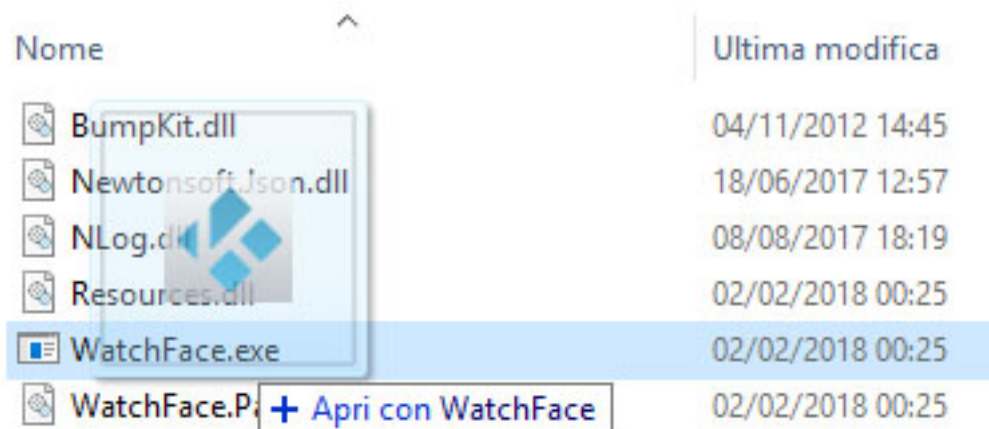 Nome Ultima modifica
BumpKit.dll 04/11/2012 14:45
Newtonsoft.Json.dll 18/06/2017 12:57
NLog.dll 08/08/2017 18:19
Resources.dll 02/02/2018 00:25
WatchFace.exe 02/02/2018 00:25
WatchFace.Pa 02/02/2018 00:25
+ Apri con WatchFace